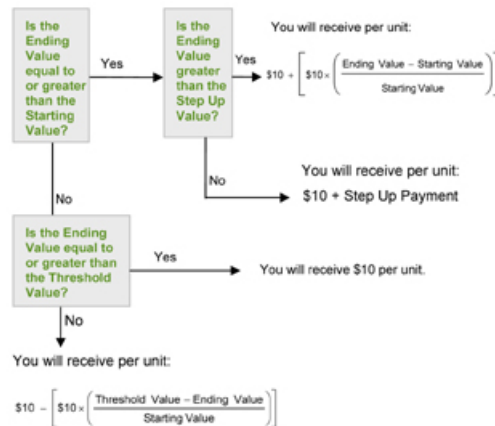 Is the
Ending
Value
equal to
or greater
than the
Starting
Value?
Yes
Is the
Ending
Value
greater
than the
Step Up
Value?
Yes
You will receive per unit:
$10 + [ $10 × ( Ending Value – Starting Value
Starting Value ) ]
No
You will receive per unit:
$10 + Step Up Payment
No
Is the Ending
Value equal to
or greater than
the Threshold
Value?
Yes
You will receive $10 per unit.
No
You will receive per unit:
$10 – [ $10 × ( Threshold Value – Ending Value
Starting Value ) ]